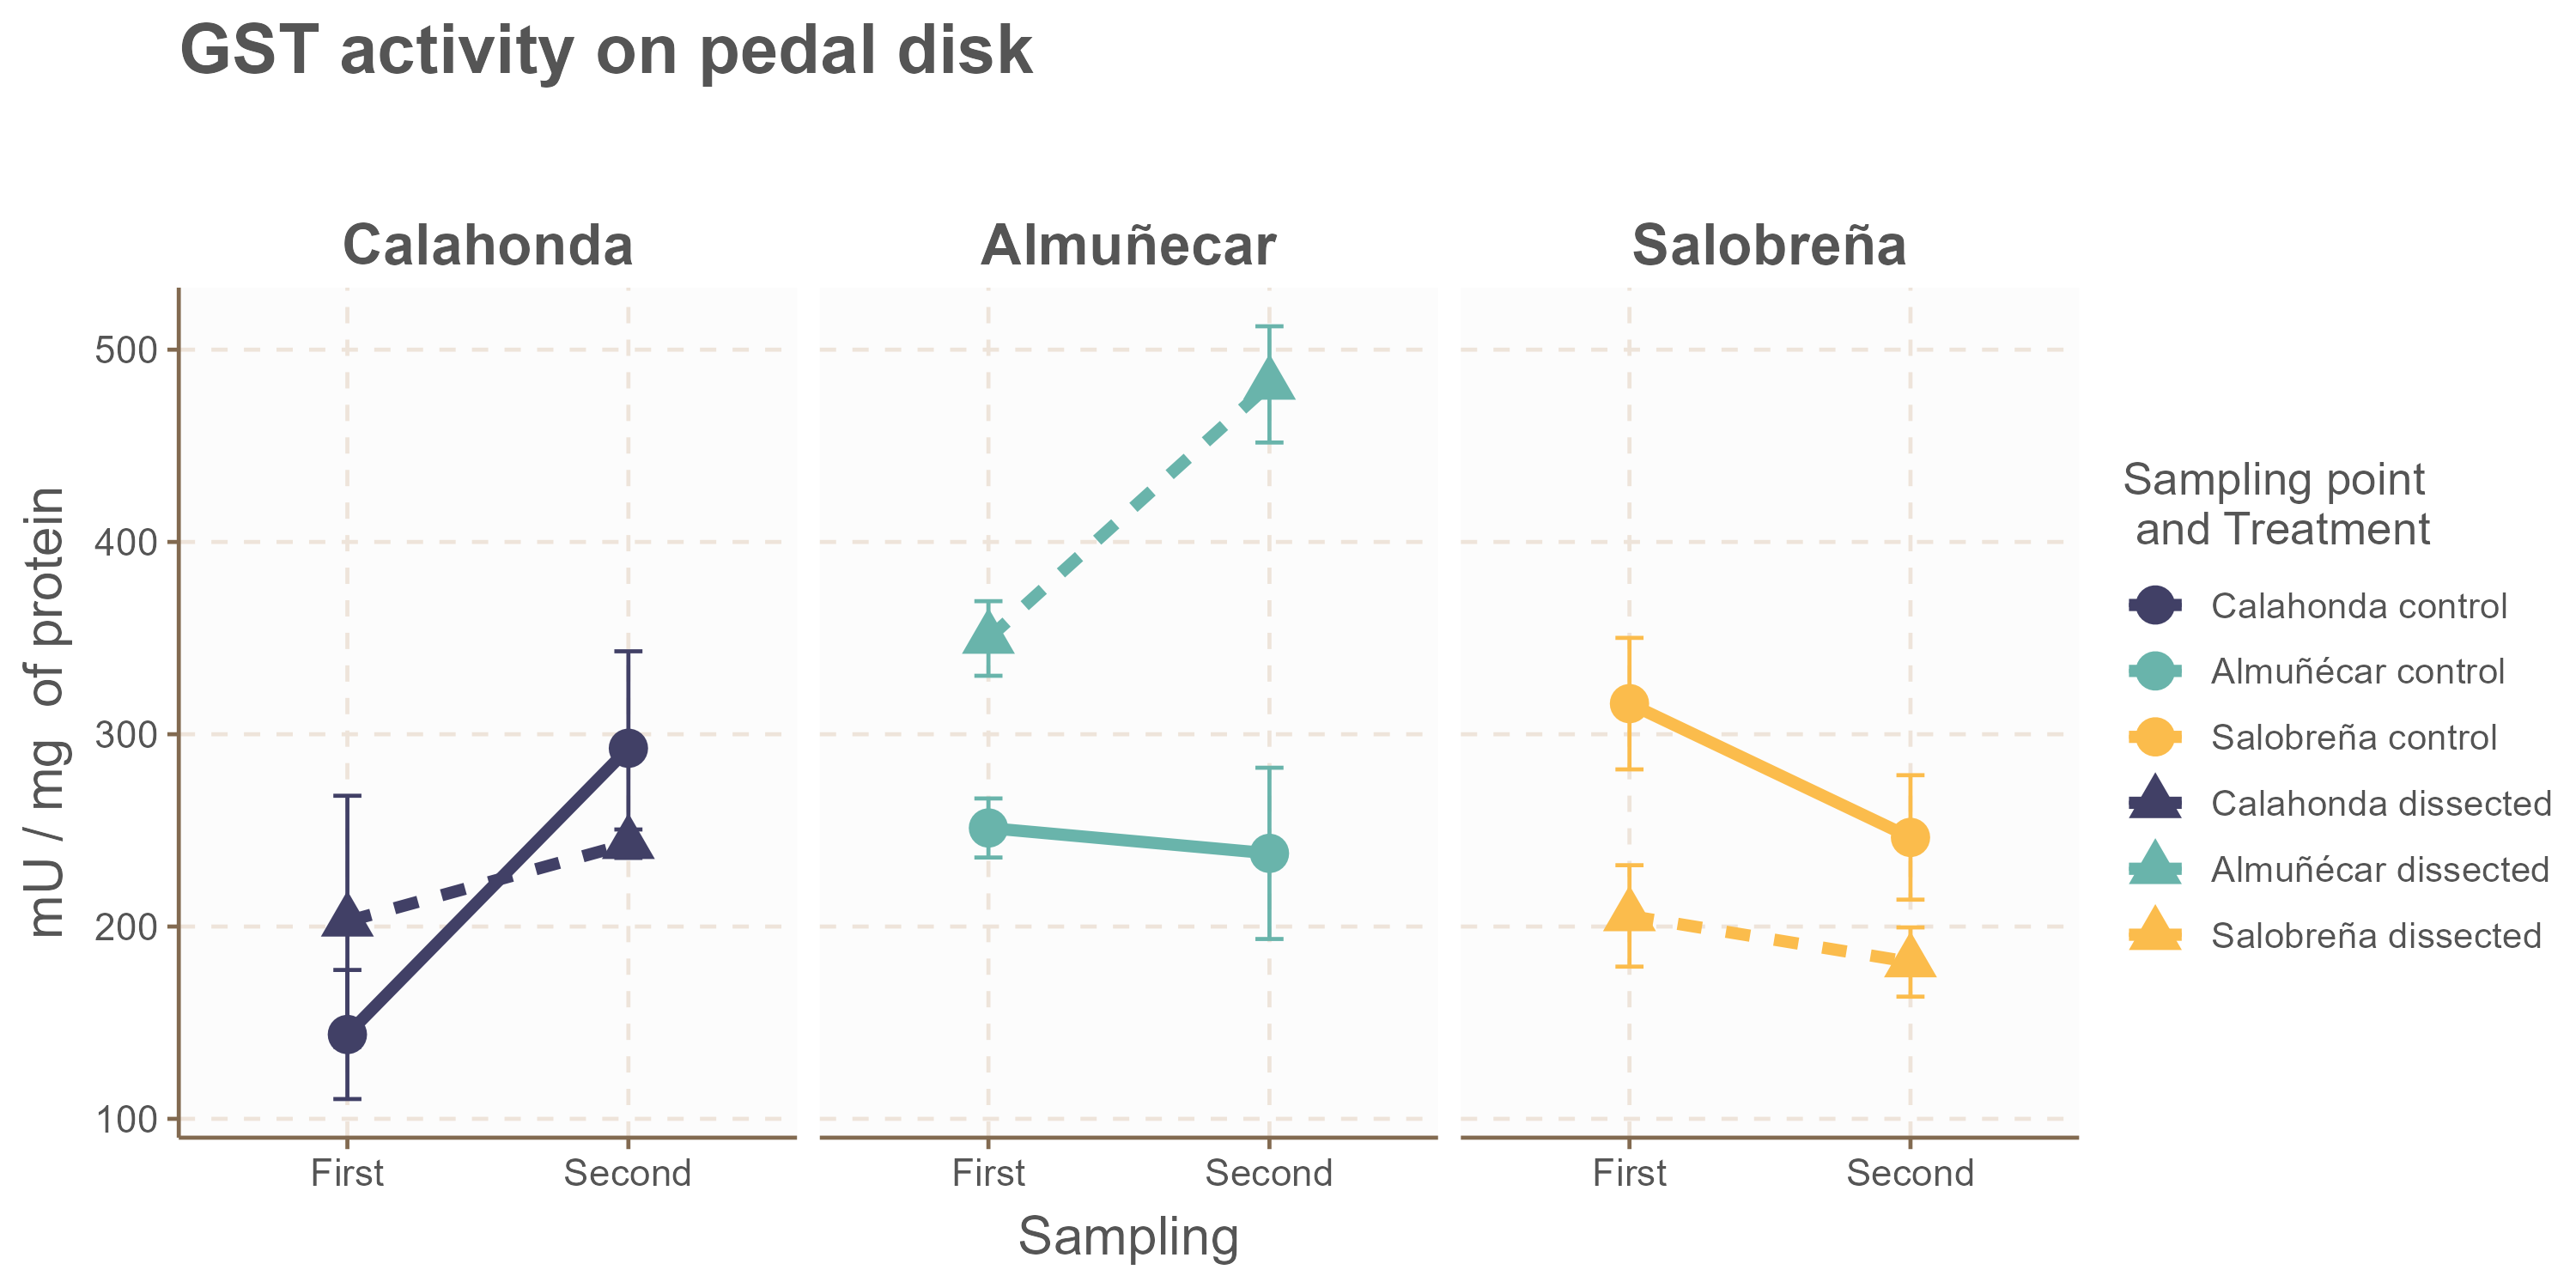 GST activity on pedal disk
Calahonda
Almuñecar
Salobreña
mU / mg  of protein
500
400
300
200
100
First
Second
First
Second
First
Second
Sampling
Sampling point
and Treatment
Calahonda control
Almuñécar control
Salobreña control
Calahonda dissected
Almuñécar dissected
Salobreña dissected